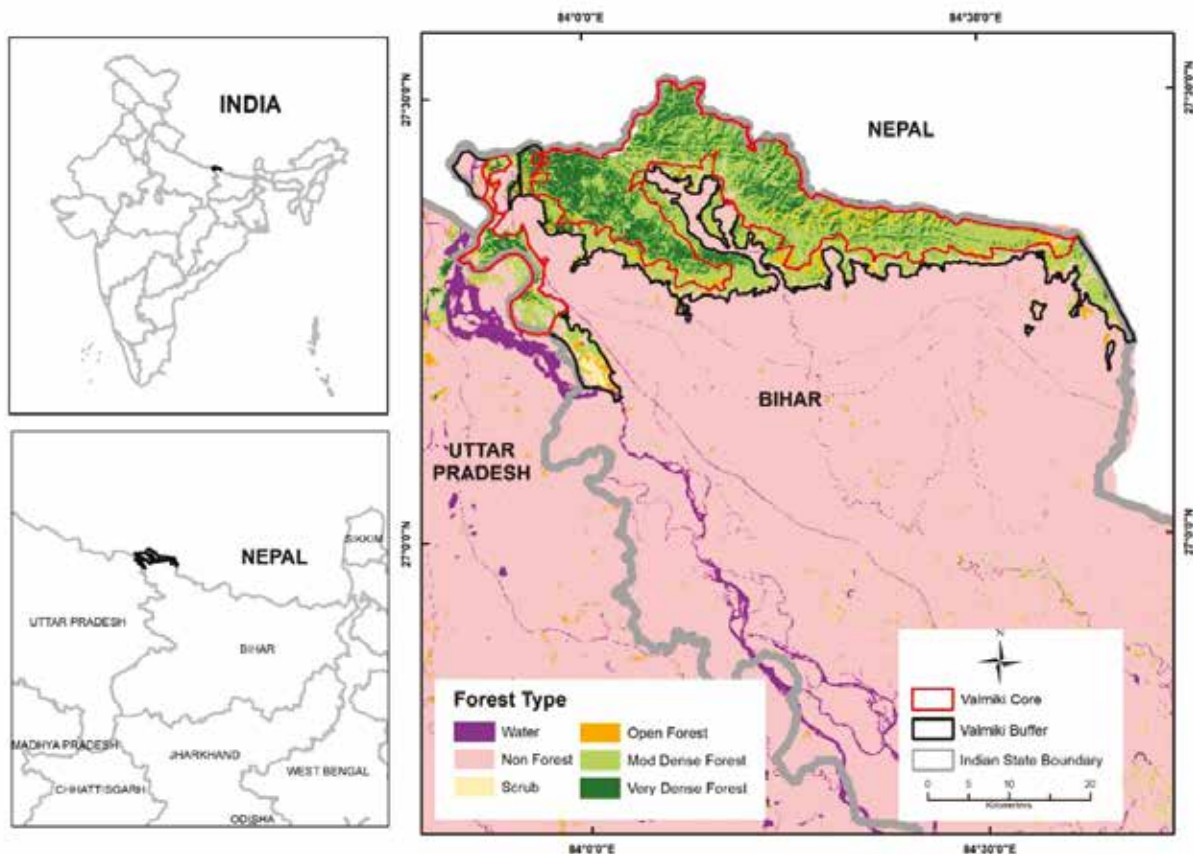 INDIA
NEPAL
SIKKIM
UTTAR PRADESH
BIHAR
MADHYA PRADESH
JHARKHAND
WEST BENGAL
CHHATTISGARH
ODISHA
84°0'0"E
84°30'0"E
27°30'0"N
27°30'0"N
NEPAL
BIHAR
UTTAR
PRADESH
27°0'0"N
27°0'0"N
Forest Type
Water
Non Forest
Scrub
Open Forest
Mod Dense Forest
Very Dense Forest
N
Valmiki Core
Valmiki Buffer
Indian State Boundary
0 5 10 20
Kilometers
84°0'0"E
84°30'0"E